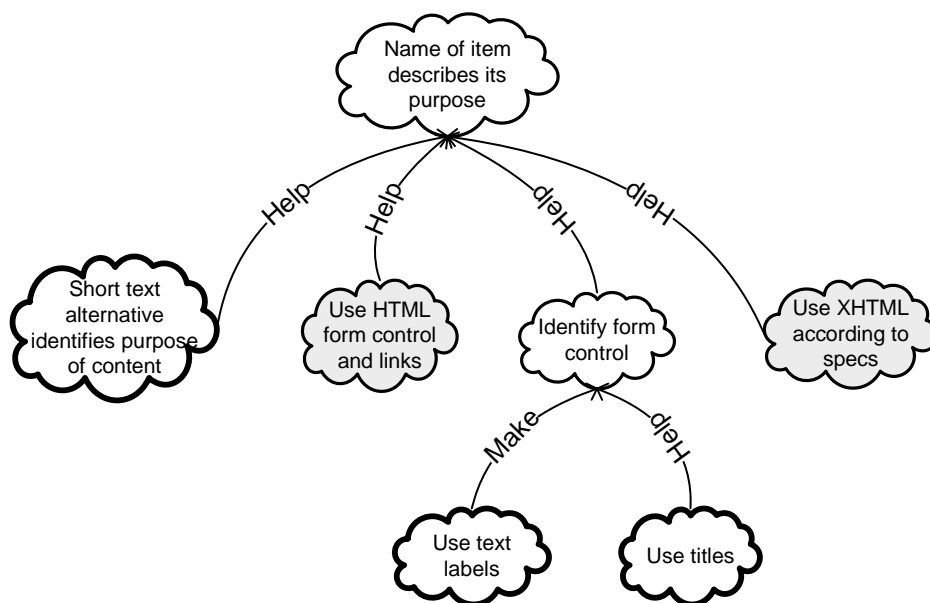 Name of item
describes its
purpose
Help
Help
Help
Help
Short text
alternative
identifies purpose
of content
Use HTML
form control
and links
Identify form
control
Use XHTML
according to
specs
Make
Help
Use text
labels
Use titles